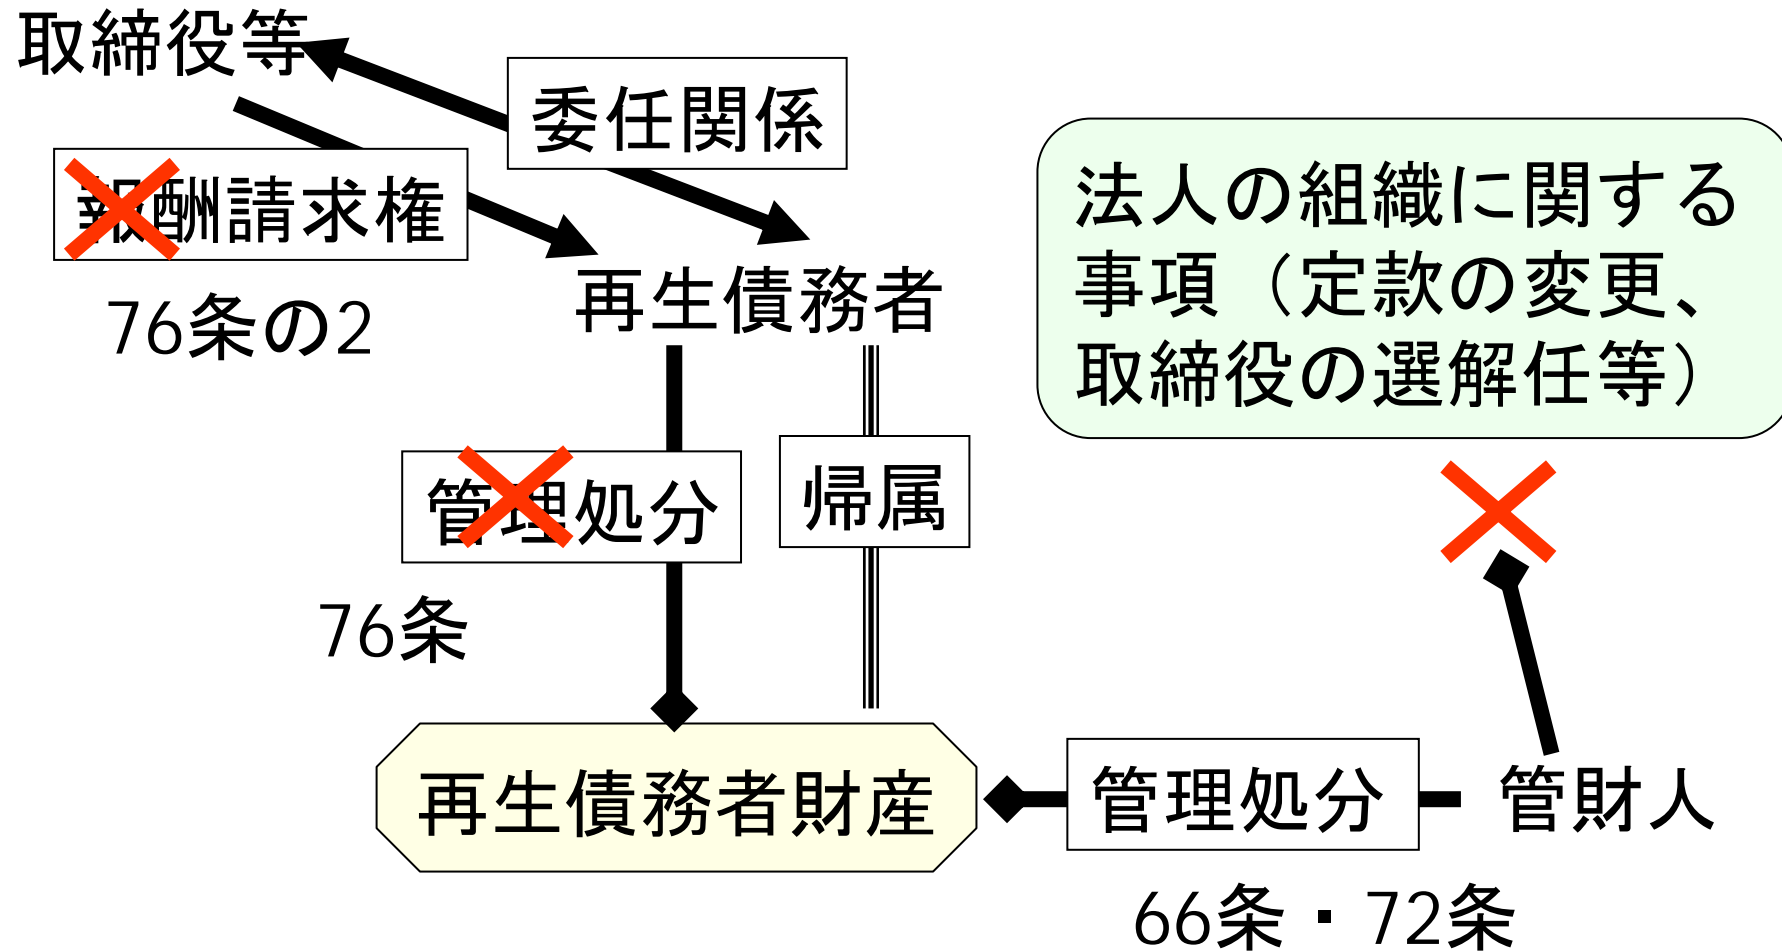 取締役等
委任関係
報酬請求権
76条の2
再生債務者
法人の組織に関する
事項（定款の変更、
取締役の選解任等）
管理処分
帰属
76条
再生債務者財産
管理処分
管財人
66条・72条